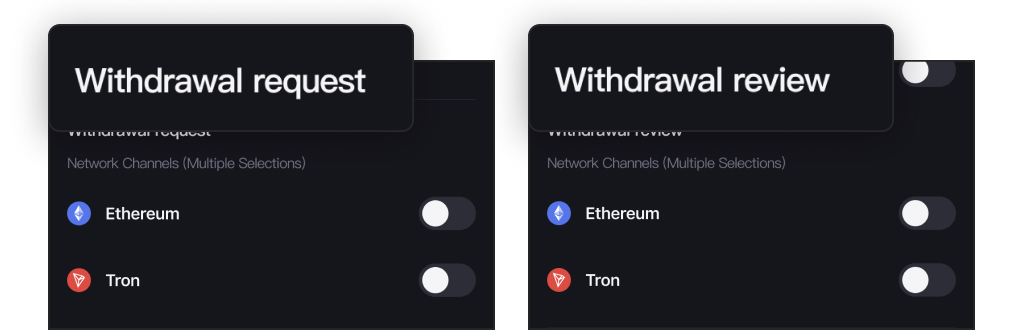 Withdrawal request
Withdrawal request
Network Channels (Multiple Selections)
Ethereum
Tron
Withdrawal review
Withdrawal review
Network Channels (Multiple Selections)
Ethereum
Tron